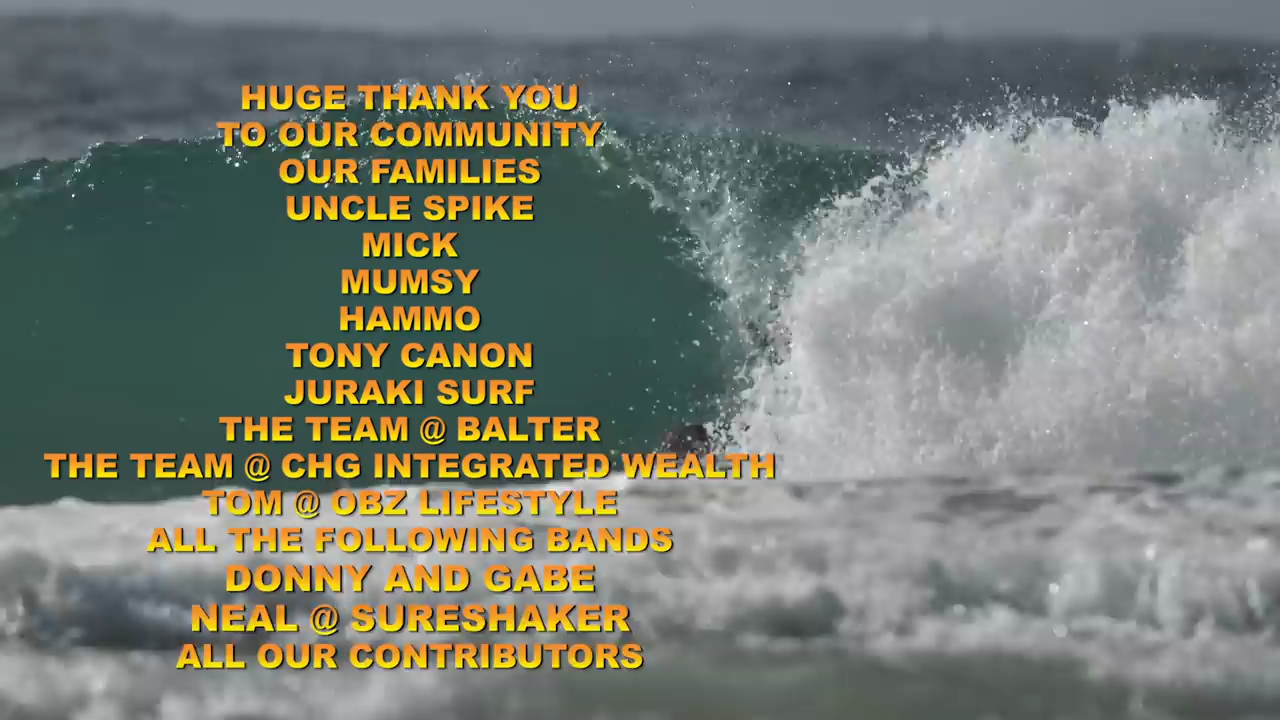 HUGE THANK YOU
TO OUR COMMUNITY
OUR FAMILIES
UNCLE SPIKE
MICK
MUMSY
HAMMO
TONY CANON
JURAKI SURF
THE TEAM @ BALTER
THE TEAM @ CHG INTEGRATED WEALTH
TOM @ OBZ LIFESTYLE
ALL THE FOLLOWING BANDS
DONNY AND GABE
NEAL @ SURESHAKER
ALL OUR CONTRIBUTORS